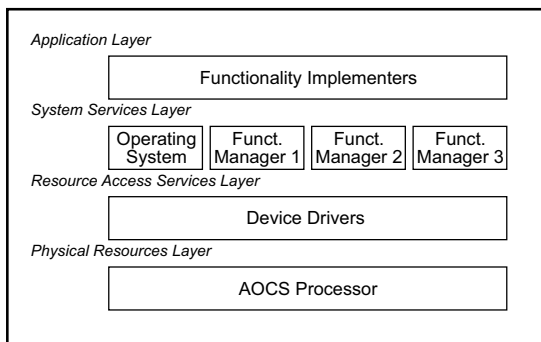 Application Layer
Functionality Implementers
System Services Layer
Operating System
Funct. Manager 1
Funct. Manager 2
Funct. Manager 3
Resource Access Services Layer
Device Drivers
Physical Resources Layer
AOCS Processor